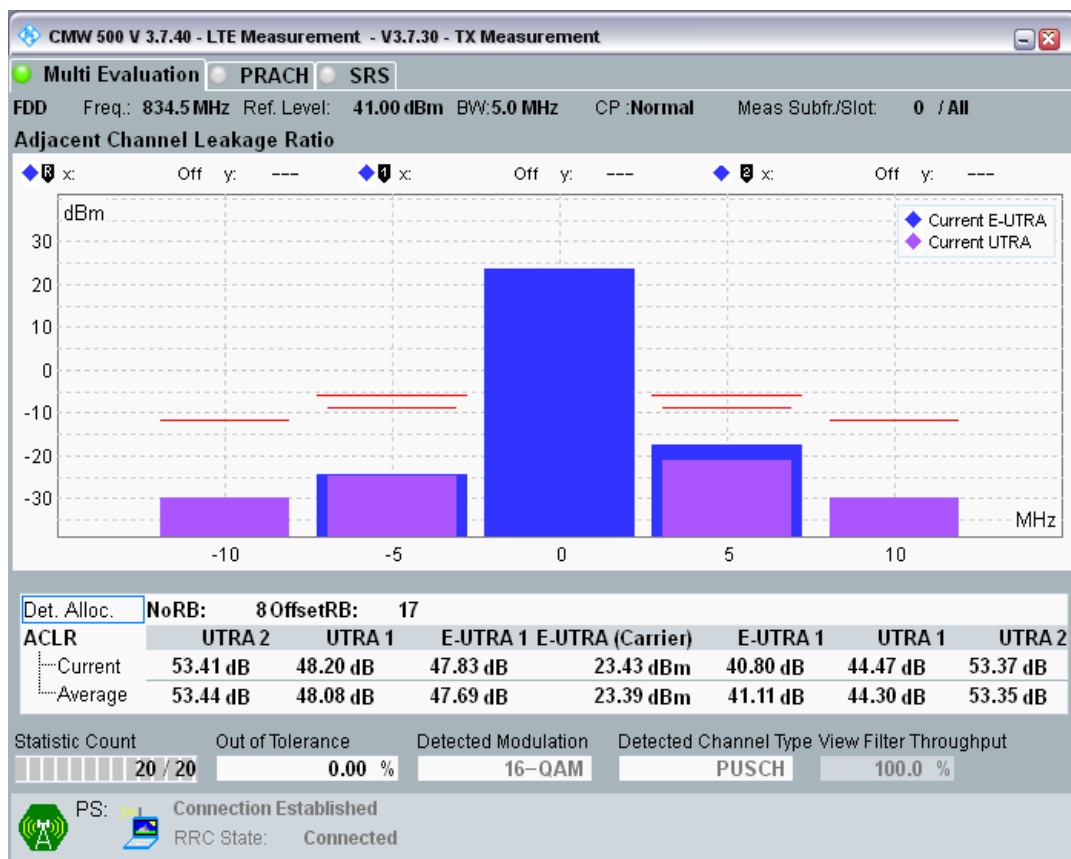 CMW 500 V 3.7.40 - LTE Measurement - V3.7.30 - TX Measurement
Multi Evaluation PRACH SRS
FDD Freq.: 834.5 MHz Ref. Level: 41.00 dBm BW:5.0 MHz CP :Normal Meas Subfr./Slot: 0 / All
Adjacent Channel Leakage Ratio
R x: Off y: --- 1 x: Off y: --- 2 x: Off y: ---
dBm
Current E-UTRA
Current UTRA
30
20
10
0
-10
-20
-30
MHz
-10 -5 0 5 10
Det. Alloc. NoRB: 8 OffsetRB: 17
ACLR UTRA 2 UTRA 1 E-UTRA 1 E-UTRA (Carrier) E-UTRA 1 UTRA 1 UTRA 2
Current 53.41 dB 48.20 dB 47.83 dB 23.43 dBm 40.80 dB 44.47 dB 53.37 dB
Average 53.44 dB 48.08 dB 47.69 dB 23.39 dBm 41.11 dB 44.30 dB 53.35 dB
Statistic Count Out of Tolerance Detected Modulation Detected Channel Type View Filter Throughput
20 / 20 0.00 % 16-QAM PUSCH 100.0 %
PS: Connection Established
RRC State: Connected